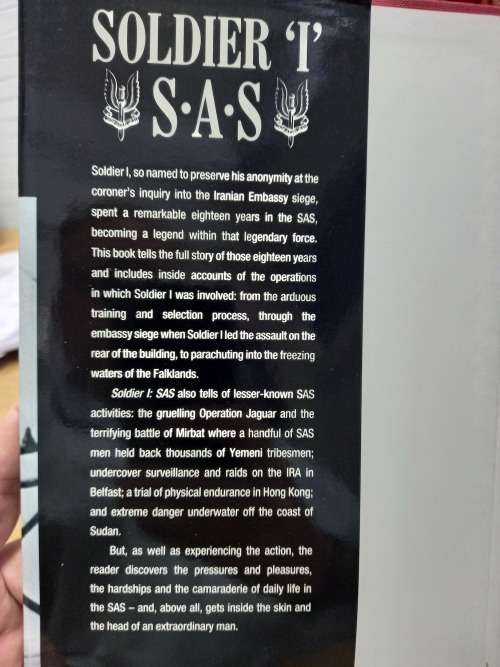 SOLDIER 'I'
S·A·S
Soldier I, so named to preserve his anonymity at the
coroner's inquiry into the Iranian Embassy siege,
spent a remarkable eighteen years in the SAS,
becoming a legend within that legendary force.
This book tells the full story of those eighteen years
and includes inside accounts of the operations
in which Soldier I was involved: from the arduous
training and selection process, through the
embassy siege when Soldier I led the assault on the
rear of the building, to parachuting into the freezing
waters of the Falklands.
Soldier I: SAS also tells of lesser-known SAS
activities: the gruelling Operation Jaguar and the
terrifying battle of Mirbat where a handful of SAS
men held back thousands of Yemeni tribesmen;
undercover surveillance and raids on the IRA in
Belfast; a trial of physical endurance in Hong Kong;
and extreme danger underwater off the coast of
Sudan.
But, as well as experiencing the action, the
reader discovers the pressures and pleasures,
the hardships and the camaraderie of daily life in
the SAS – and, above all, gets inside the skin and
the head of an extraordinary man.